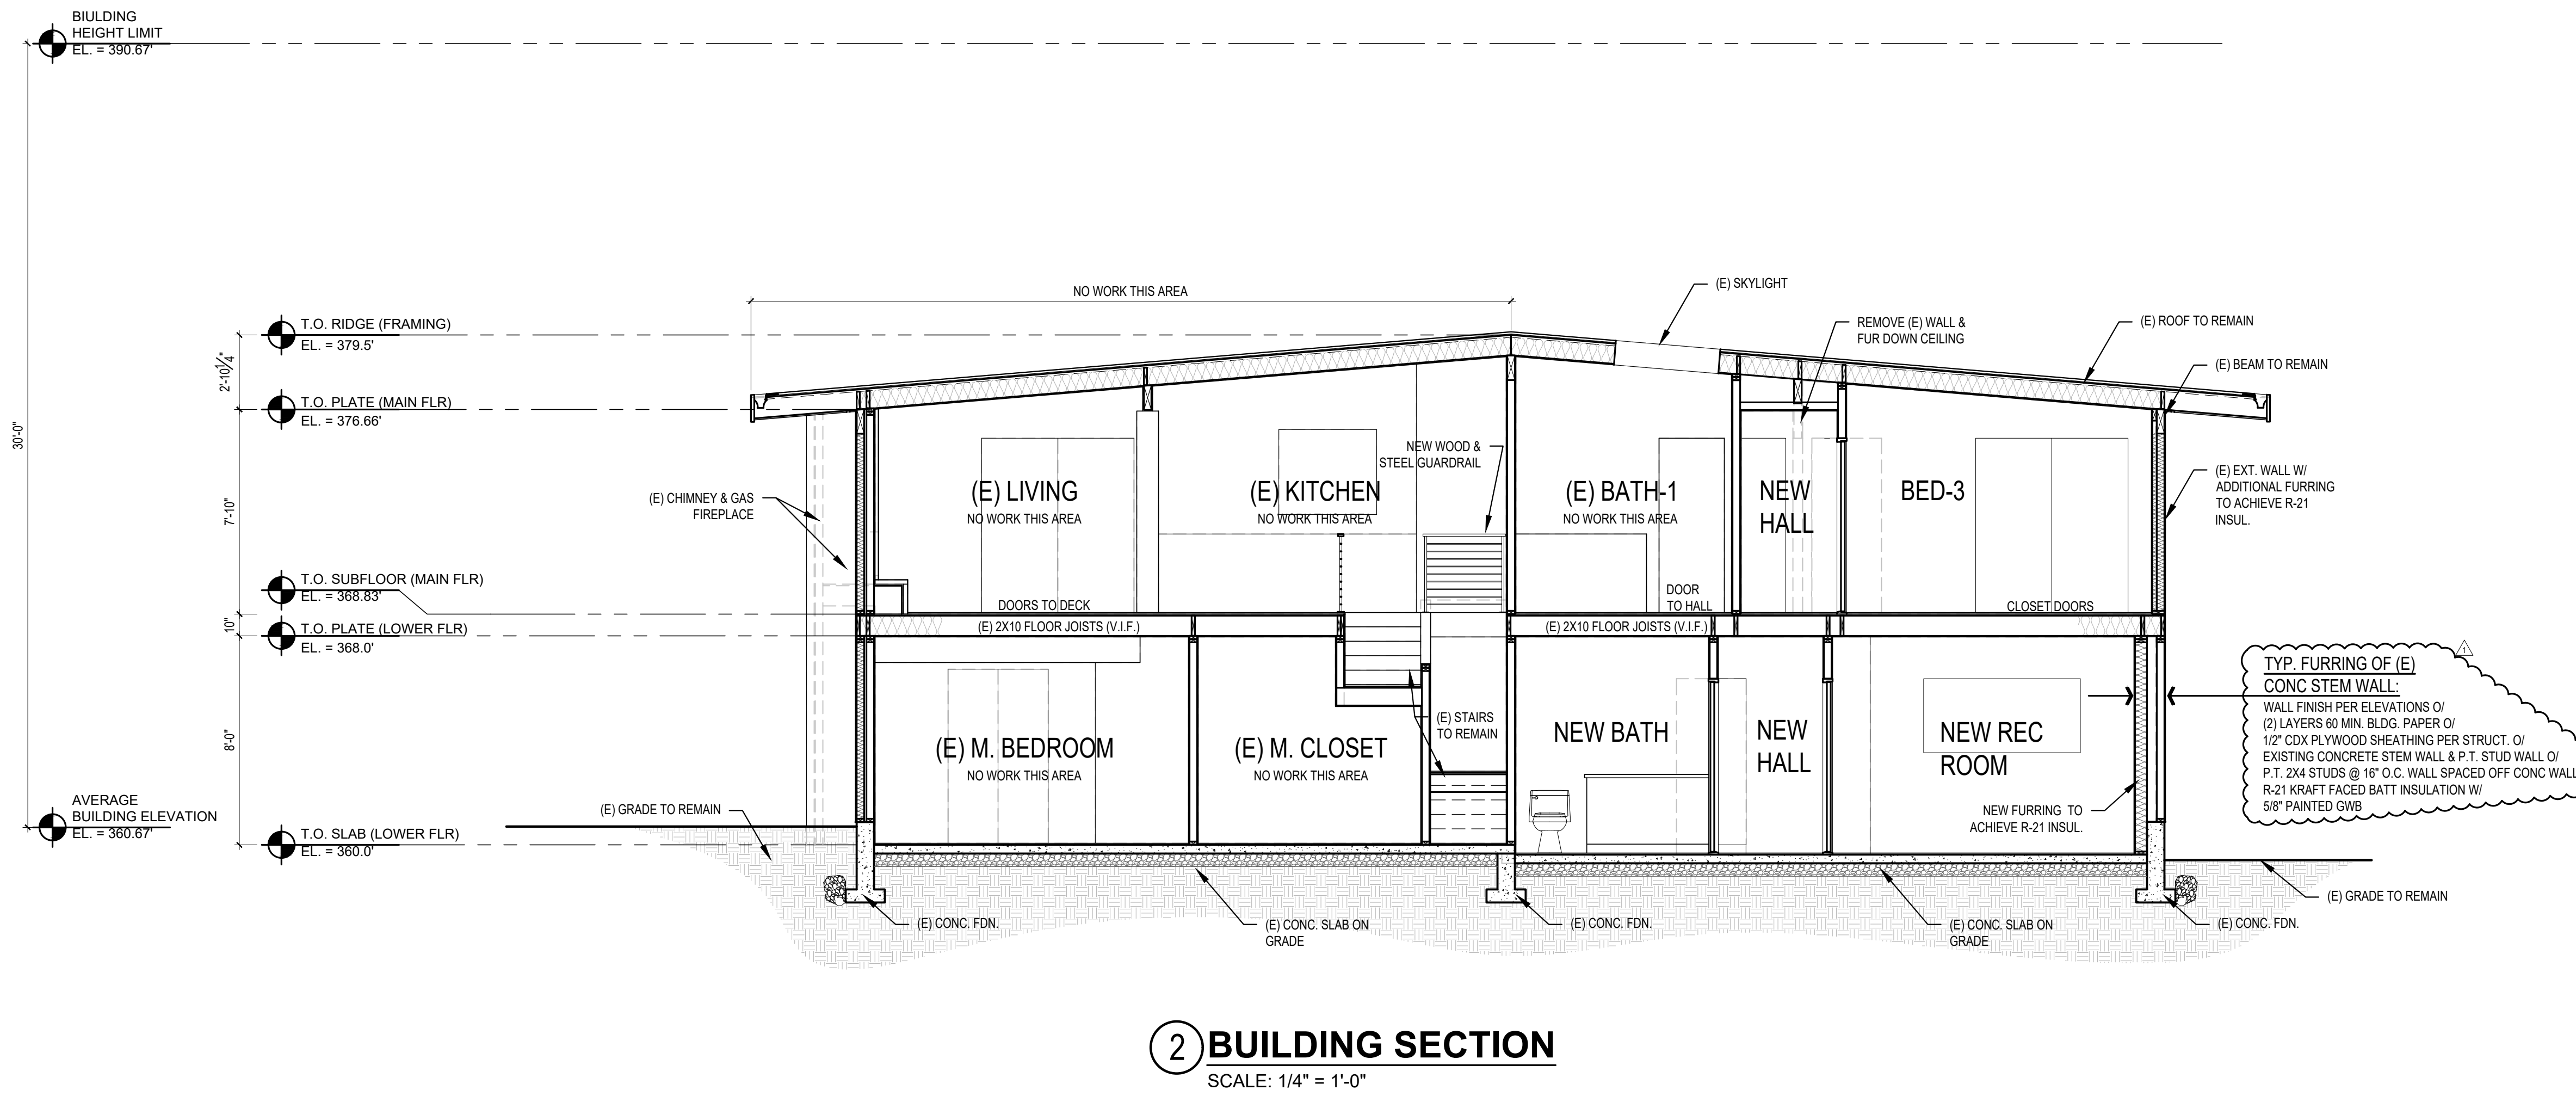 BIULDING
HEIGHT LIMIT
EL. = 390.67'
30'-0"
NO WORK THIS AREA
(E) SKYLIGHT
REMOVE (E) WALL &
FUR DOWN CEILING
(E) ROOF TO REMAIN
(E) BEAM TO REMAIN
T.O. RIDGE (FRAMING)
EL. = 379.5'
2'-10 1/4"
T.O. PLATE (MAIN FLR)
EL. = 376.66'
7'-10"
T.O. SUBFLOOR (MAIN FLR)
EL. = 368.83'
10"
T.O. PLATE (LOWER FLR)
EL. = 368.0'
8'-0"
AVERAGE
BUILDING ELEVATION
EL. = 360.67'
T.O. SLAB (LOWER FLR)
EL. = 360.0'
(E) CHIMNEY & GAS
FIREPLACE
(E) LIVING
NO WORK THIS AREA
(E) KITCHEN
NO WORK THIS AREA
NEW WOOD &
STEEL GUARDRAIL
(E) BATH-1
NO WORK THIS AREA
NEW
HALL
BED-3
(E) EXT. WALL W/
ADDITIONAL FURRING
TO ACHIEVE R-21
INSUL.
DOORS TO DECK
DOOR
TO HALL
CLOSET DOORS
(E) 2X10 FLOOR JOISTS (V.I.F.)
(E) 2X10 FLOOR JOISTS (V.I.F.)
(E) M. BEDROOM
NO WORK THIS AREA
(E) M. CLOSET
NO WORK THIS AREA
(E) STAIRS
TO REMAIN
NEW BATH
NEW
HALL
NEW REC
ROOM
NEW FURRING TO
ACHIEVE R-21 INSUL.
1
TYP. FURRING OF (E)
CONC STEM WALL:
WALL FINISH PER ELEVATIONS O/
(2) LAYERS 60 MIN. BLDG. PAPER O/
1/2" CDX PLYWOOD SHEATHING PER STRUCT. O/
EXISTING CONCRETE STEM WALL & P.T. STUD WALL O/
P.T. 2X4 STUDS @ 16" O.C. WALL SPACED OFF CONC WALL
R-21 KRAFT FACED BATT INSULATION W/
5/8" PAINTED GWB
(E) GRADE TO REMAIN
(E) GRADE TO REMAIN
(E) CONC. FDN.
(E) CONC. SLAB ON
GRADE
(E) CONC. FDN.
(E) CONC. SLAB ON
GRADE
(E) CONC. FDN.
2 BUILDING SECTION
SCALE: 1/4" = 1'-0"